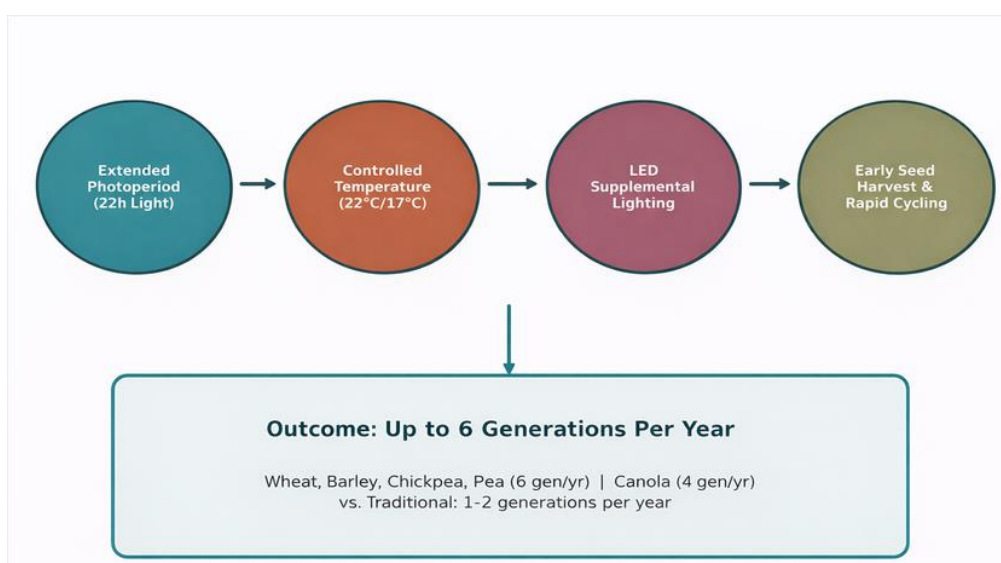 Extended
Photoperiod
(22h Light)
Controlled
Temperature
(22°C/17°C)
LED
Supplemental
Lighting
Early Seed
Harvest &
Rapid Cycling
Outcome: Up to 6 Generations Per Year
Wheat, Barley, Chickpea, Pea (6 gen/yr) | Canola (4 gen/yr)
vs. Traditional: 1-2 generations per year